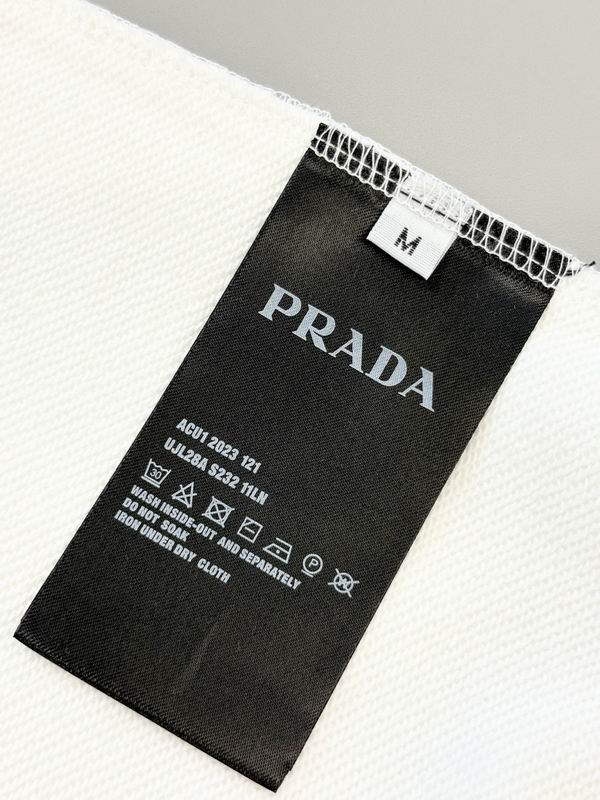 M
PRADA
ACU1 2023 121
UJL28A S232 11LN
30
P
W
WASH INSIDE-OUT AND SEPARATELY
DO NOT SOAK
IRON UNDER DRY CLOTH